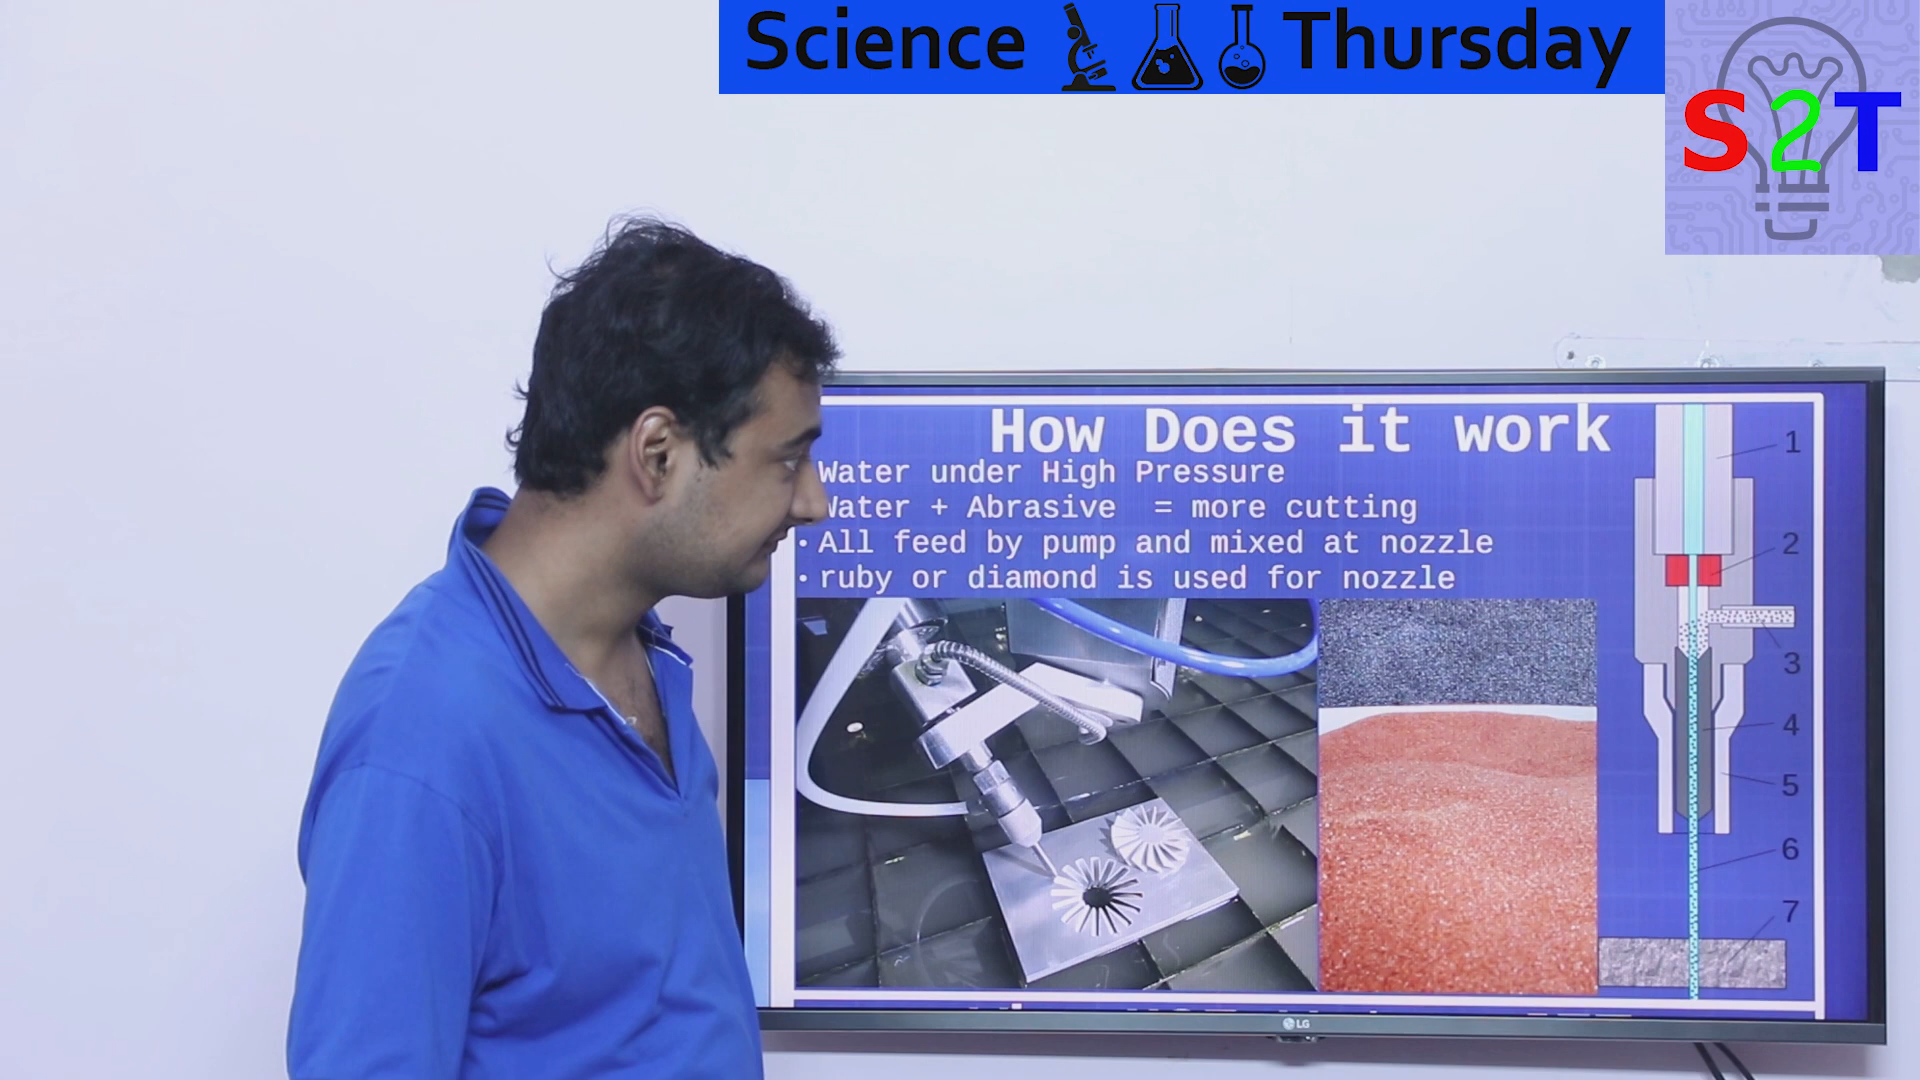 Science Thursday
S2T
How Does it work
Water under High Pressure
Water + Abrasive = more cutting
• All feed by pump and mixed at nozzle
• ruby or diamond is used for nozzle
1
2
3
4
5
6
7
LG